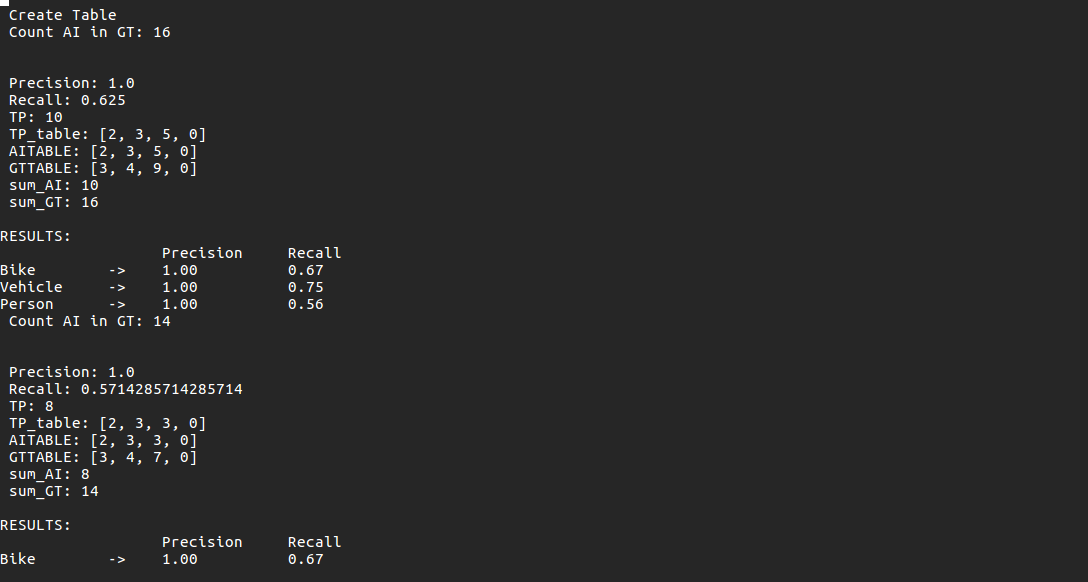 Create Table
Count AI in GT: 16
Precision: 1.0
Recall: 0.625
TP: 10
TP_table: [2, 3, 5, 0]
AITABLE: [2, 3, 5, 0]
GTTABLE: [3, 4, 9, 0]
sum_AI: 10
sum_GT: 16
RESULTS:
Precision Recall
Bike -> 1.00 0.67
Vehicle -> 1.00 0.75
Person -> 1.00 0.56
Count AI in GT: 14
Precision: 1.0
Recall: 0.5714285714285714
TP: 8
TP_table: [2, 3, 3, 0]
AITABLE: [2, 3, 3, 0]
GTTABLE: [3, 4, 7, 0]
sum_AI: 8
sum_GT: 14
RESULTS:
Precision Recall
Bike -> 1.00 0.67